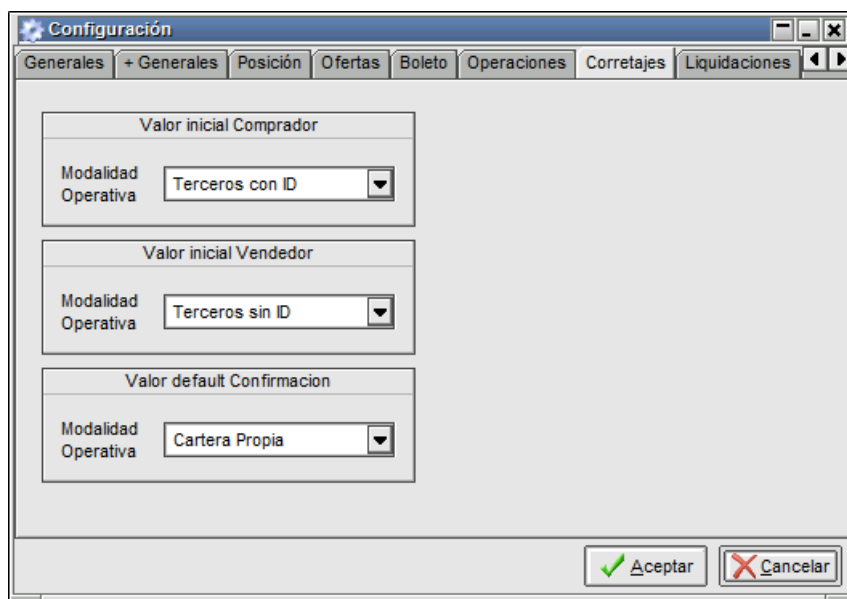 Configuración
Generales + Generales Posición Ofertas Boleto Operaciones Corretajes Liquidaciones
Valor inicial Comprador
Modalidad
Operativa
Terceros con ID
Valor inicial Vendedor
Modalidad
Operativa
Terceros sin ID
Valor default Confirmacion
Modalidad
Operativa
Cartera Propia
Aceptar Cancelar